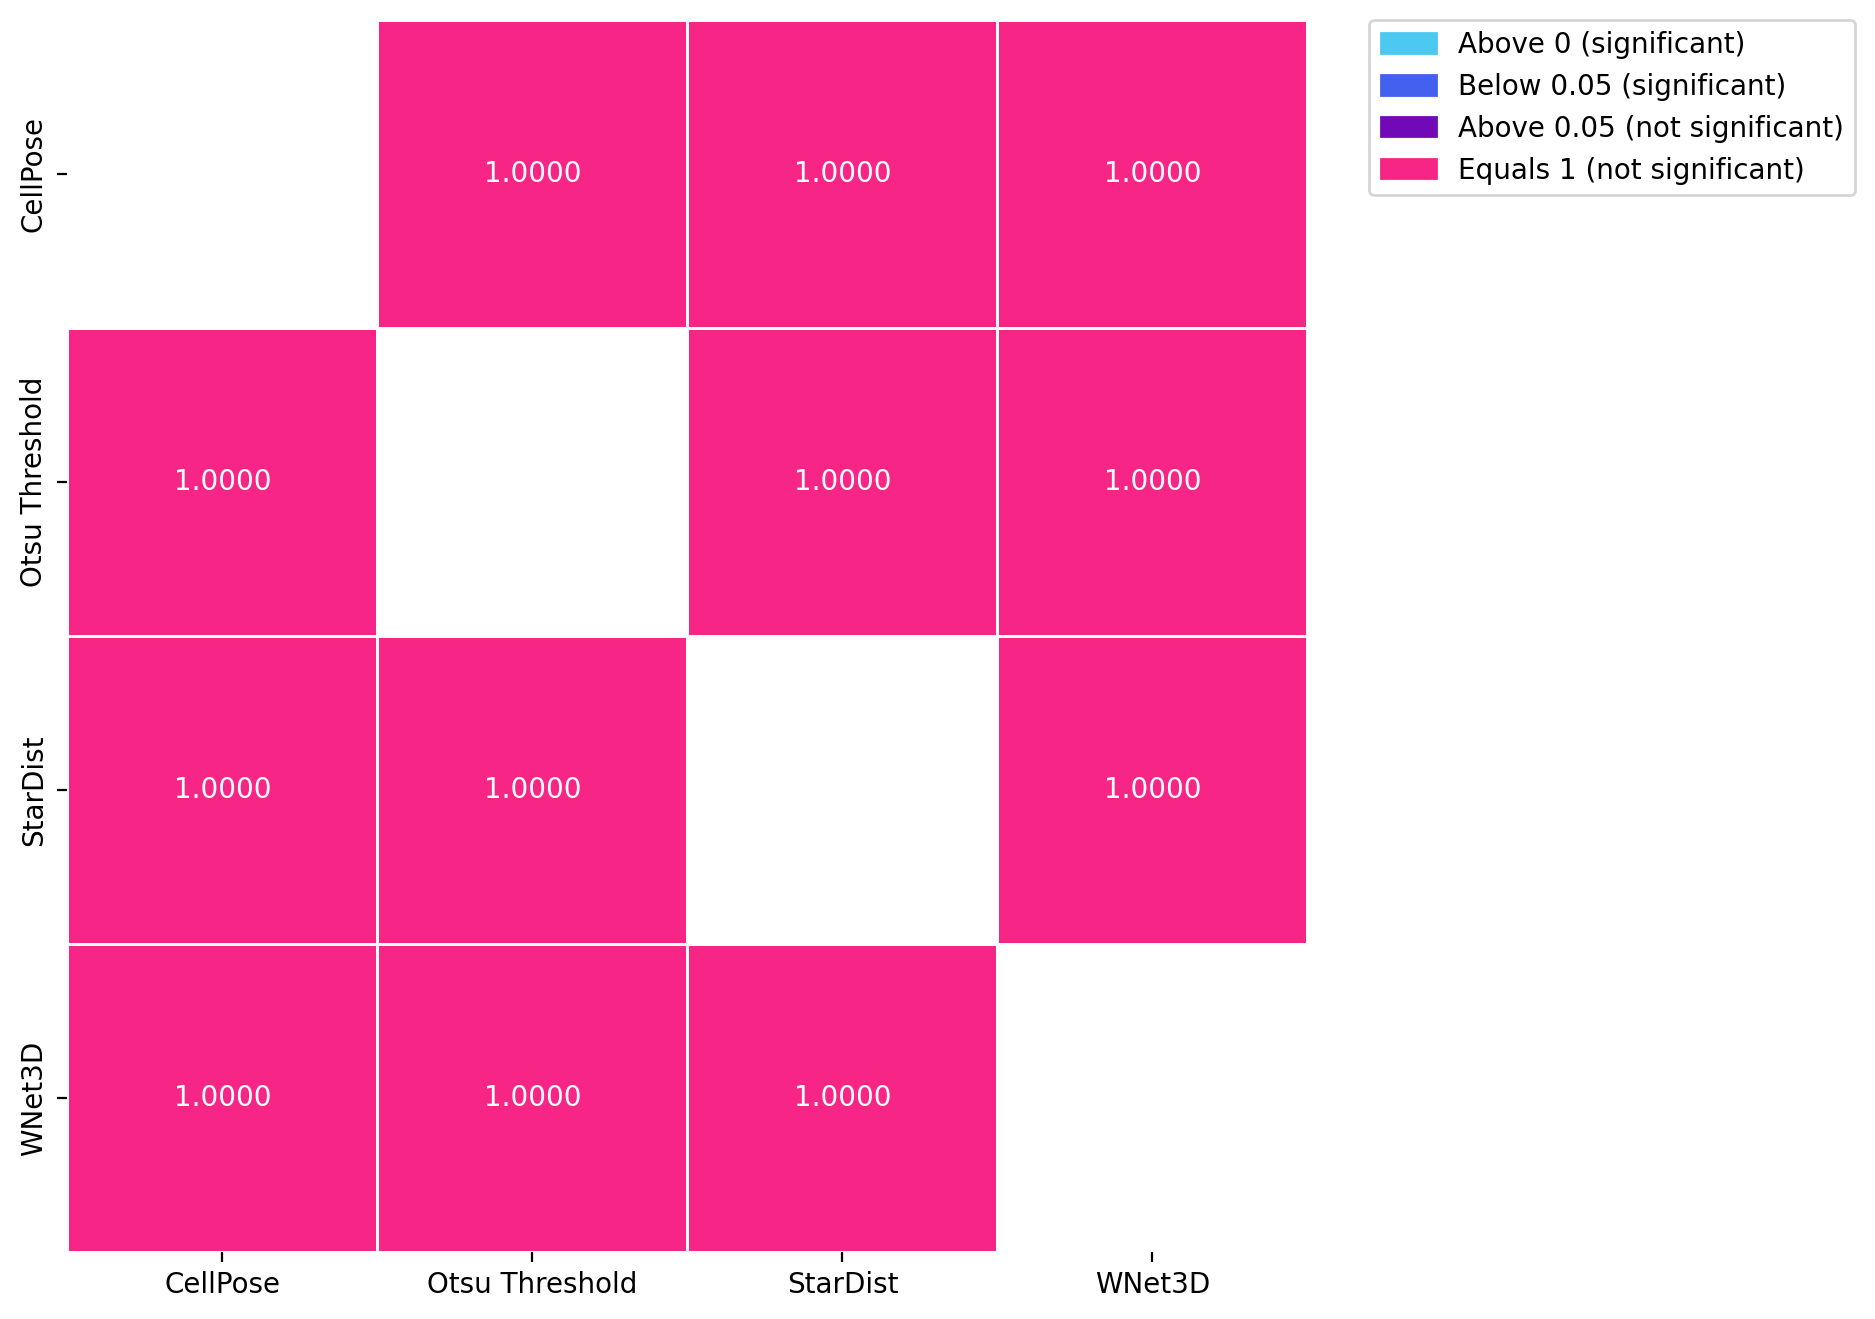 Above 0 (significant)
Below 0.05 (significant)
Above 0.05 (not significant)
Equals 1 (not significant)
CellPose
1.0000 1.0000 1.0000
Otsu Threshold
1.0000 1.0000 1.0000
StarDist
1.0000 1.0000 1.0000
WNet3D
1.0000 1.0000 1.0000
CellPose Otsu Threshold StarDist WNet3D